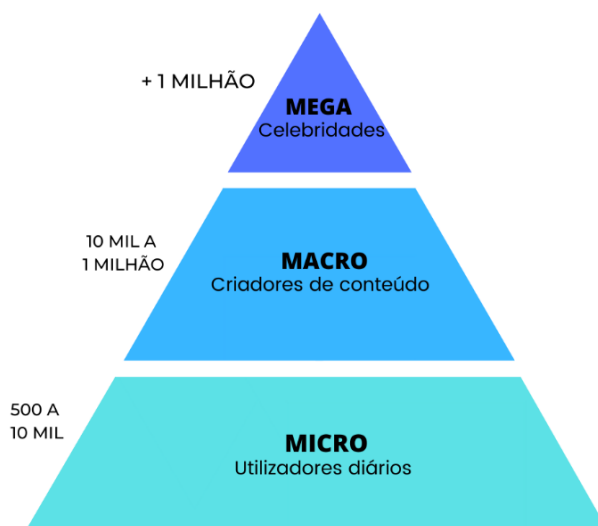 + 1 MILHÃO
MEGA
Celebridades
10 MIL A
1 MILHÃO
MACRO
Criadores de conteúdo
500 A
10 MIL
MICRO
Utilizadores diários